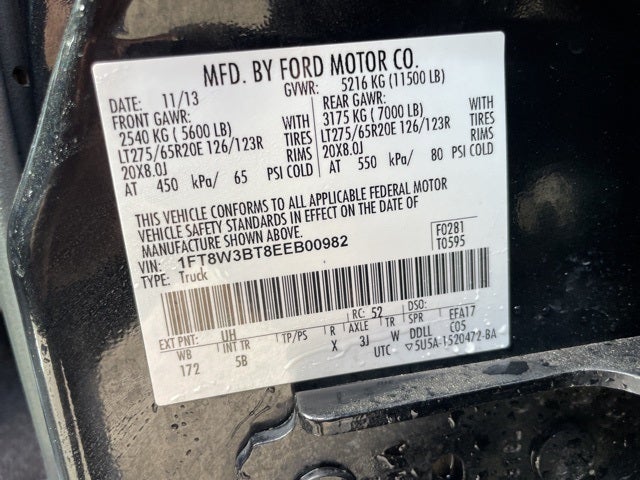 MFD. BY FORD MOTOR CO.
DATE: 11/13 GVWR: 5216 KG (11500 LB)
FRONT GAWR: REAR GAWR:
2540 KG (5600 LB) WITH 3175 KG (7000 LB) WITH
LT275/65R20E 126/123R TIRES LT275/65R20E 126/123R TIRES
20X8.0J RIMS 20X8.0J RIMS
AT 450 kPa/ 65 PSI COLD AT 550 kPa/ 80 PSI COLD
THIS VEHICLE CONFORMS TO ALL APPLICABLE FEDERAL MOTOR
VEHICLE SAFETY STANDARDS IN EFFECT ON THE DATE OF
MANUFACTURE SHOWN ABOVE.
VIN: 1FT8W3BT8EEB00982 F0281
TYPE: Truck T0595
EXT PNT: UH RC: 52 DSO:
WB INT TR TP/PS R AXLE TR SPR EFA17
172 5B X 3J W DDLL C05
UTC ▽5U5A-1520472-BA